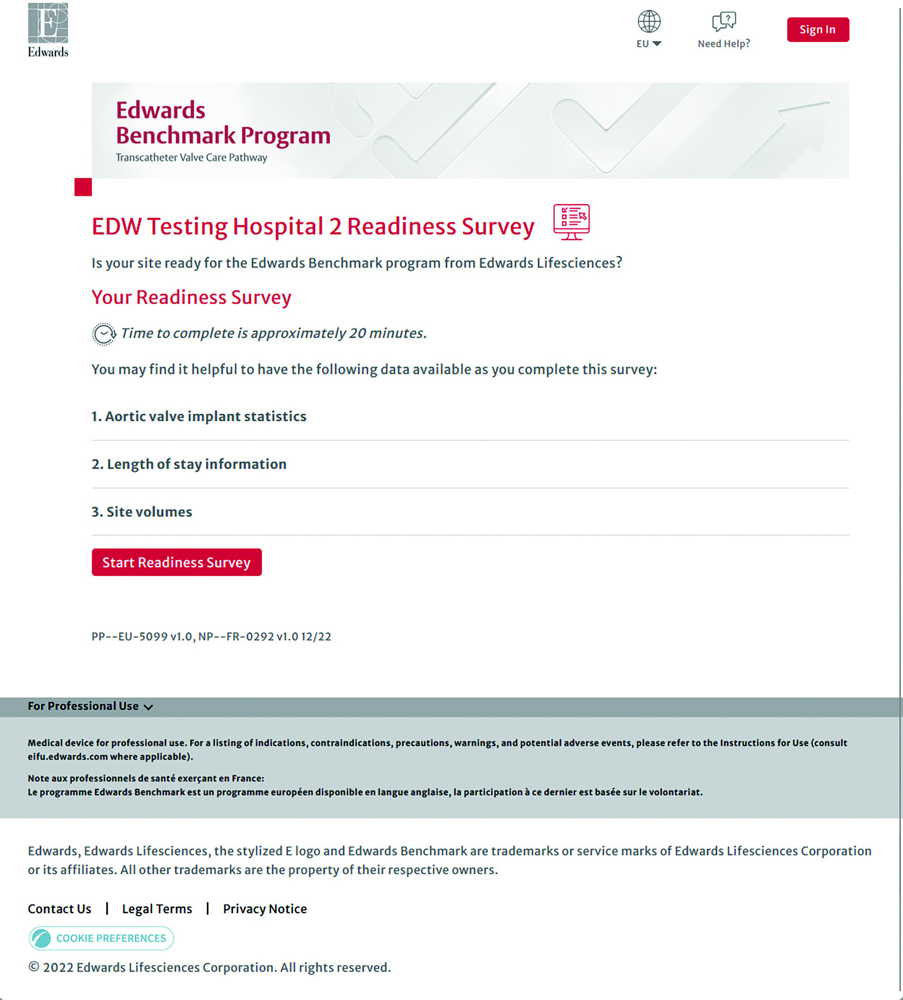 E
Edwards
EU
?
Need Help?
Sign In
Edwards
Benchmark Program
Transcatheter Valve Care Pathway
EDW Testing Hospital 2 Readiness Survey
Is your site ready for the Edwards Benchmark program from Edwards Lifesciences?
Your Readiness Survey
Time to complete is approximately 20 minutes.
You may find it helpful to have the following data available as you complete this survey:
1. Aortic valve implant statistics
2. Length of stay information
3. Site volumes
Start Readiness Survey
PP--EU-5099 v1.0, NP--FR-0292 v1.0 12/22
For Professional Use
Medical device for professional use. For a listing of indications, contraindications, precautions, warnings, and potential adverse events, please refer to the Instructions for Use (consult
eifu.edwards.com where applicable).
Note aux professionnels de santé exerçant en France:
Le programme Edwards Benchmark est un programme européen disponible en langue anglaise, la participation à ce dernier est basée sur le volontariat.
Edwards, Edwards Lifesciences, the stylized E logo and Edwards Benchmark are trademarks or service marks of Edwards Lifesciences Corporation
or its affiliates. All other trademarks are the property of their respective owners.
Contact Us | Legal Terms | Privacy Notice
COOKIE PREFERENCES
© 2022 Edwards Lifesciences Corporation. All rights reserved.